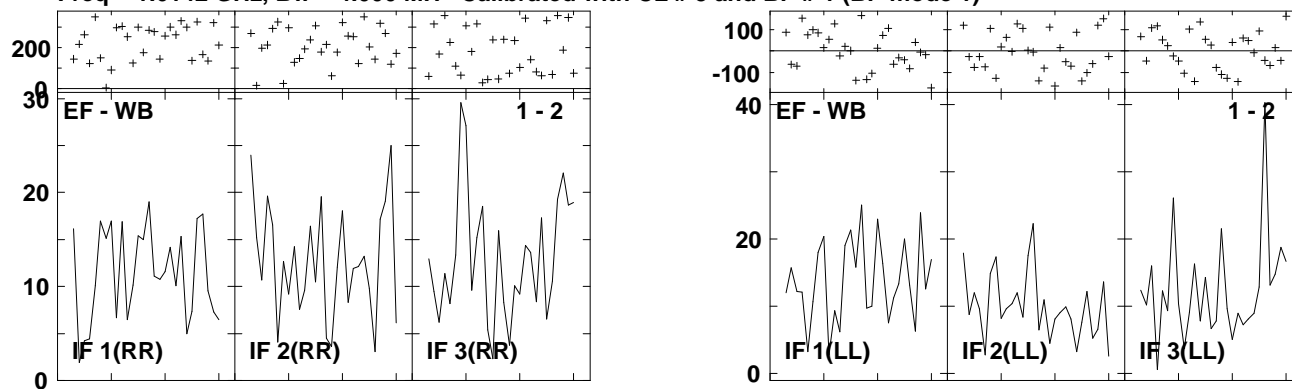 200
0
30
20
10
0
EF - WB
1 - 2
IF 1(RR)
IF 2(RR)
IF 3(RR)
100
-100
40
20
0
EF - WB
1 - 2
IF 1(LL)
IF 2(LL)
IF 3(LL)